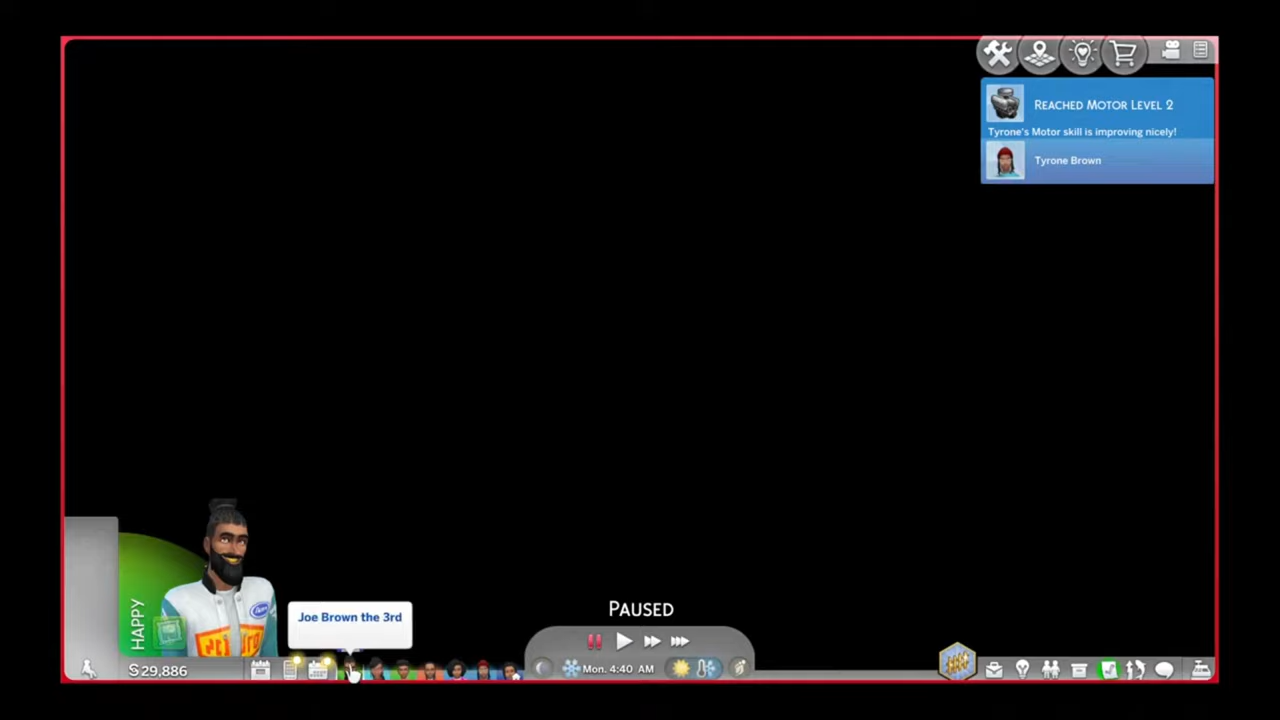 REACHED MOTOR LEVEL 2
Tyrone's Motor skill is improving nicely!
Tyrone Brown
HAPPY
Joe Brown the 3rd
PAUSED
§29,886
Mon. 4:40 AM